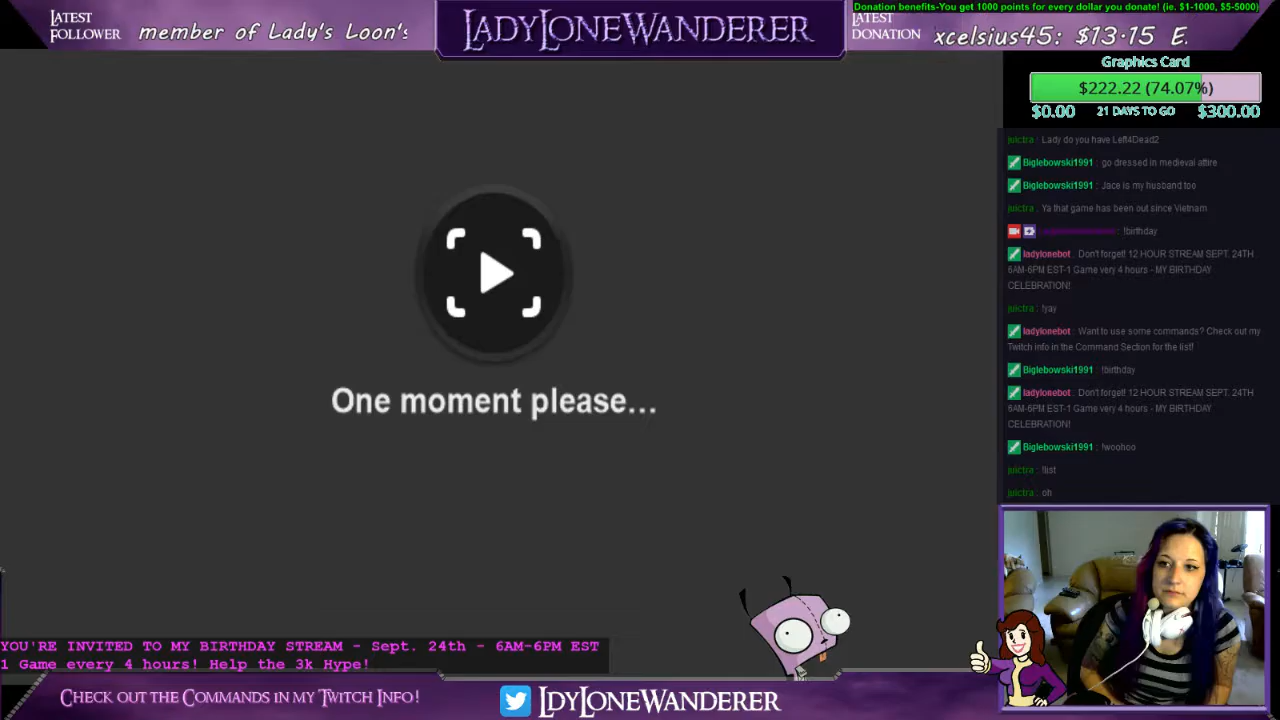 Donation benefits-You get 1000 points for every dollar you donate! (ie. $1-1000, $5-5000)
LATEST FOLLOWER
member of Lady's Loon's
LADYLONEWANDERER
LATEST DONATION
xcelsius45: $13.15 E.
Graphics Card
$222.22 (74.07%)
$0.00 21 DAYS TO GO $300.00
juictra : Lady do you have Left4Dead2
Biglebowski1991 : go dressed in medieval attire
Biglebowski1991 : Jace is my husband too
juictra : Ya that game has been out since Vietnam
: !birthday
ladylonebot : Don't forget! 12 HOUR STREAM SEPT. 24TH
6AM-6PM EST-1 Game very 4 hours - MY BIRTHDAY
CELEBRATION!
juictra : !yay
ladylonebot : Want to use some commands? Check out my
Twitch info in the Command Section for the list!
Biglebowski1991 : !birthday
ladylonebot : Don't forget! 12 HOUR STREAM SEPT. 24TH
6AM-6PM EST-1 Game very 4 hours - MY BIRTHDAY
CELEBRATION!
Biglebowski1991 : !woohoo
juictra : !list
juictra : oh
One moment please...
YOU'RE INVITED TO MY BIRTHDAY STREAM - Sept. 24th - 6AM-6PM EST
1 Game every 4 hours! Help the 3k Hype!
CHECK OUT THE COMMANDS IN MY TWITCH INFO!
LDYLONEWANDERER